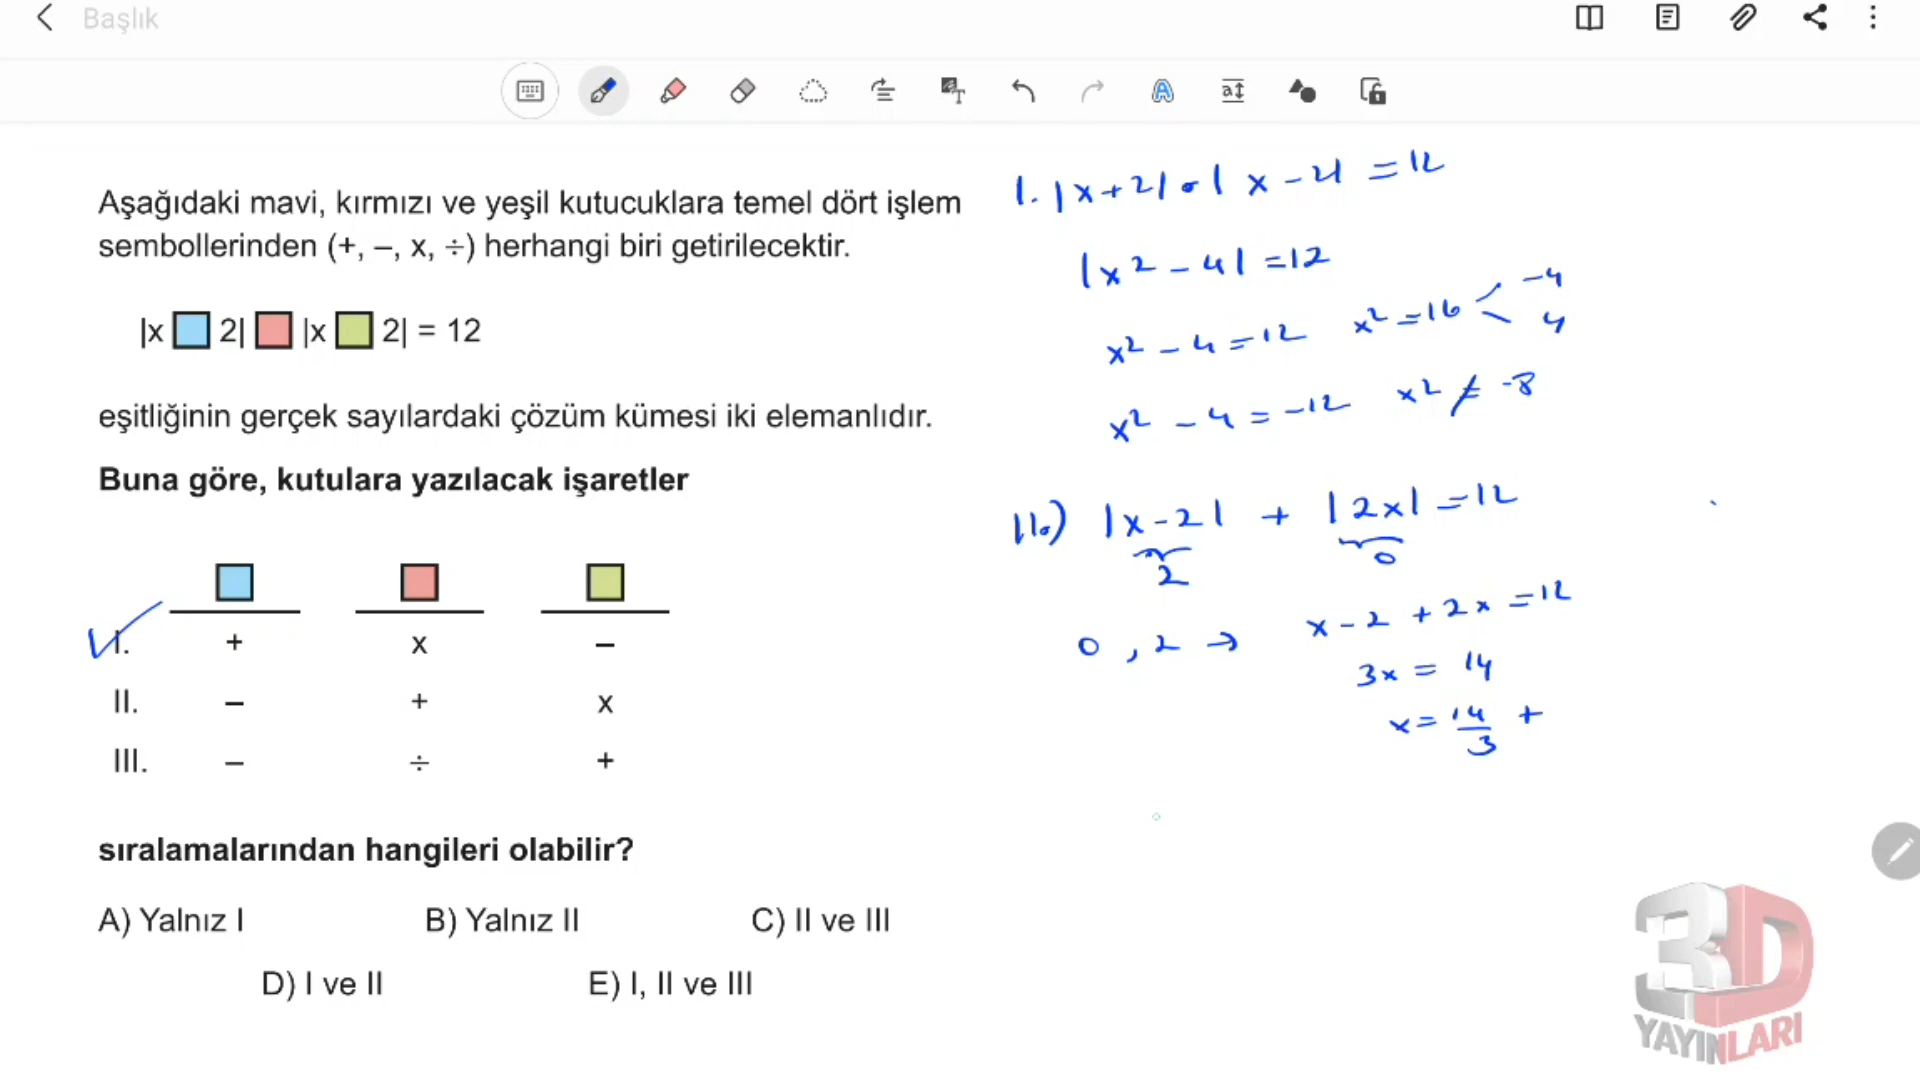 Başlık
Aşağıdaki mavi, kırmızı ve yeşil kutucuklara temel dört işlem
sembollerinden (+, –, x, ÷) herhangi biri getirilecektir.
|x 2| |x 2| = 12
eşitliğinin gerçek sayılardaki çözüm kümesi iki elemanlıdır.
Buna göre, kutulara yazılacak işaretler
I. + x –
II. – + x
III. – ÷ +
sıralamalarından hangileri olabilir?
A) Yalnız I B) Yalnız II C) II ve III
D) I ve II E) I, II ve III
I. |x+2| . |x-2| = 12
|x² - 4| = 12
x² - 4 = 12 x² = 16 -4
4
x² - 4 = -12 x² ≠ -8
II.) |x-2| + |2x| = 12
2 0
0, 2 → x - 2 + 2x = 12
3x = 14
x = 14/3 +
3D
YAYINLARI